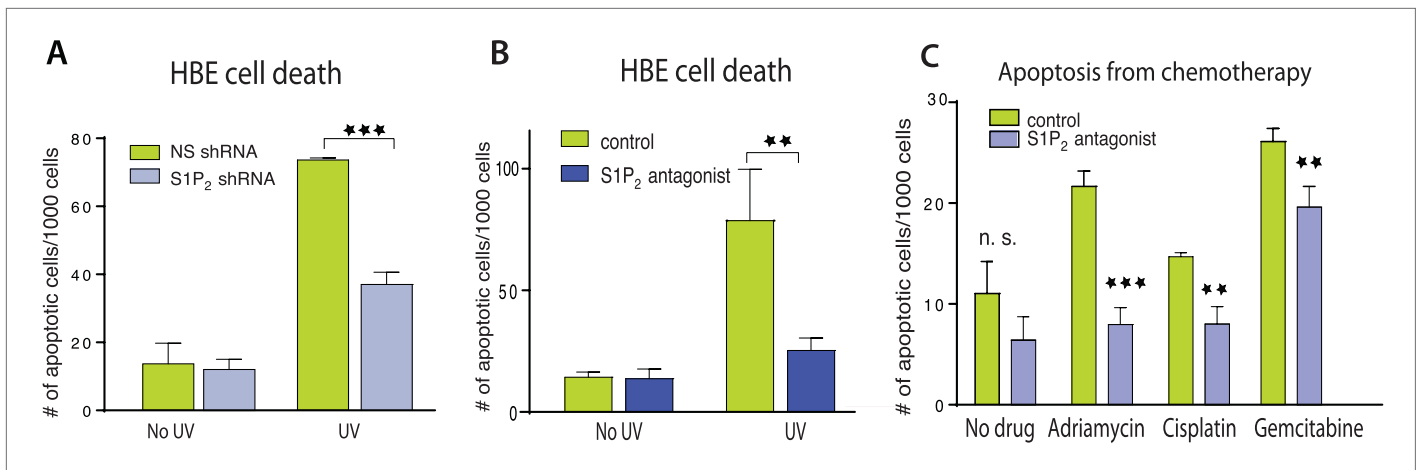 A
HBE cell death
# of apoptotic cells/1000 cells
80
60
40
20
0
NS shRNA
S1P2 shRNA
★★★
No UV
UV
B
HBE cell death
# of apoptotic cells/1000 cells
100
50
0
control
S1P2 antagonist
★★
No UV
UV
C
Apoptosis from chemotherapy
# of apoptotic cells/1000 cells
30
20
10
0
control
S1P2 antagonist
n. s.
★★★
★★
★★
No drug
Adriamycin
Cisplatin
Gemcitabine